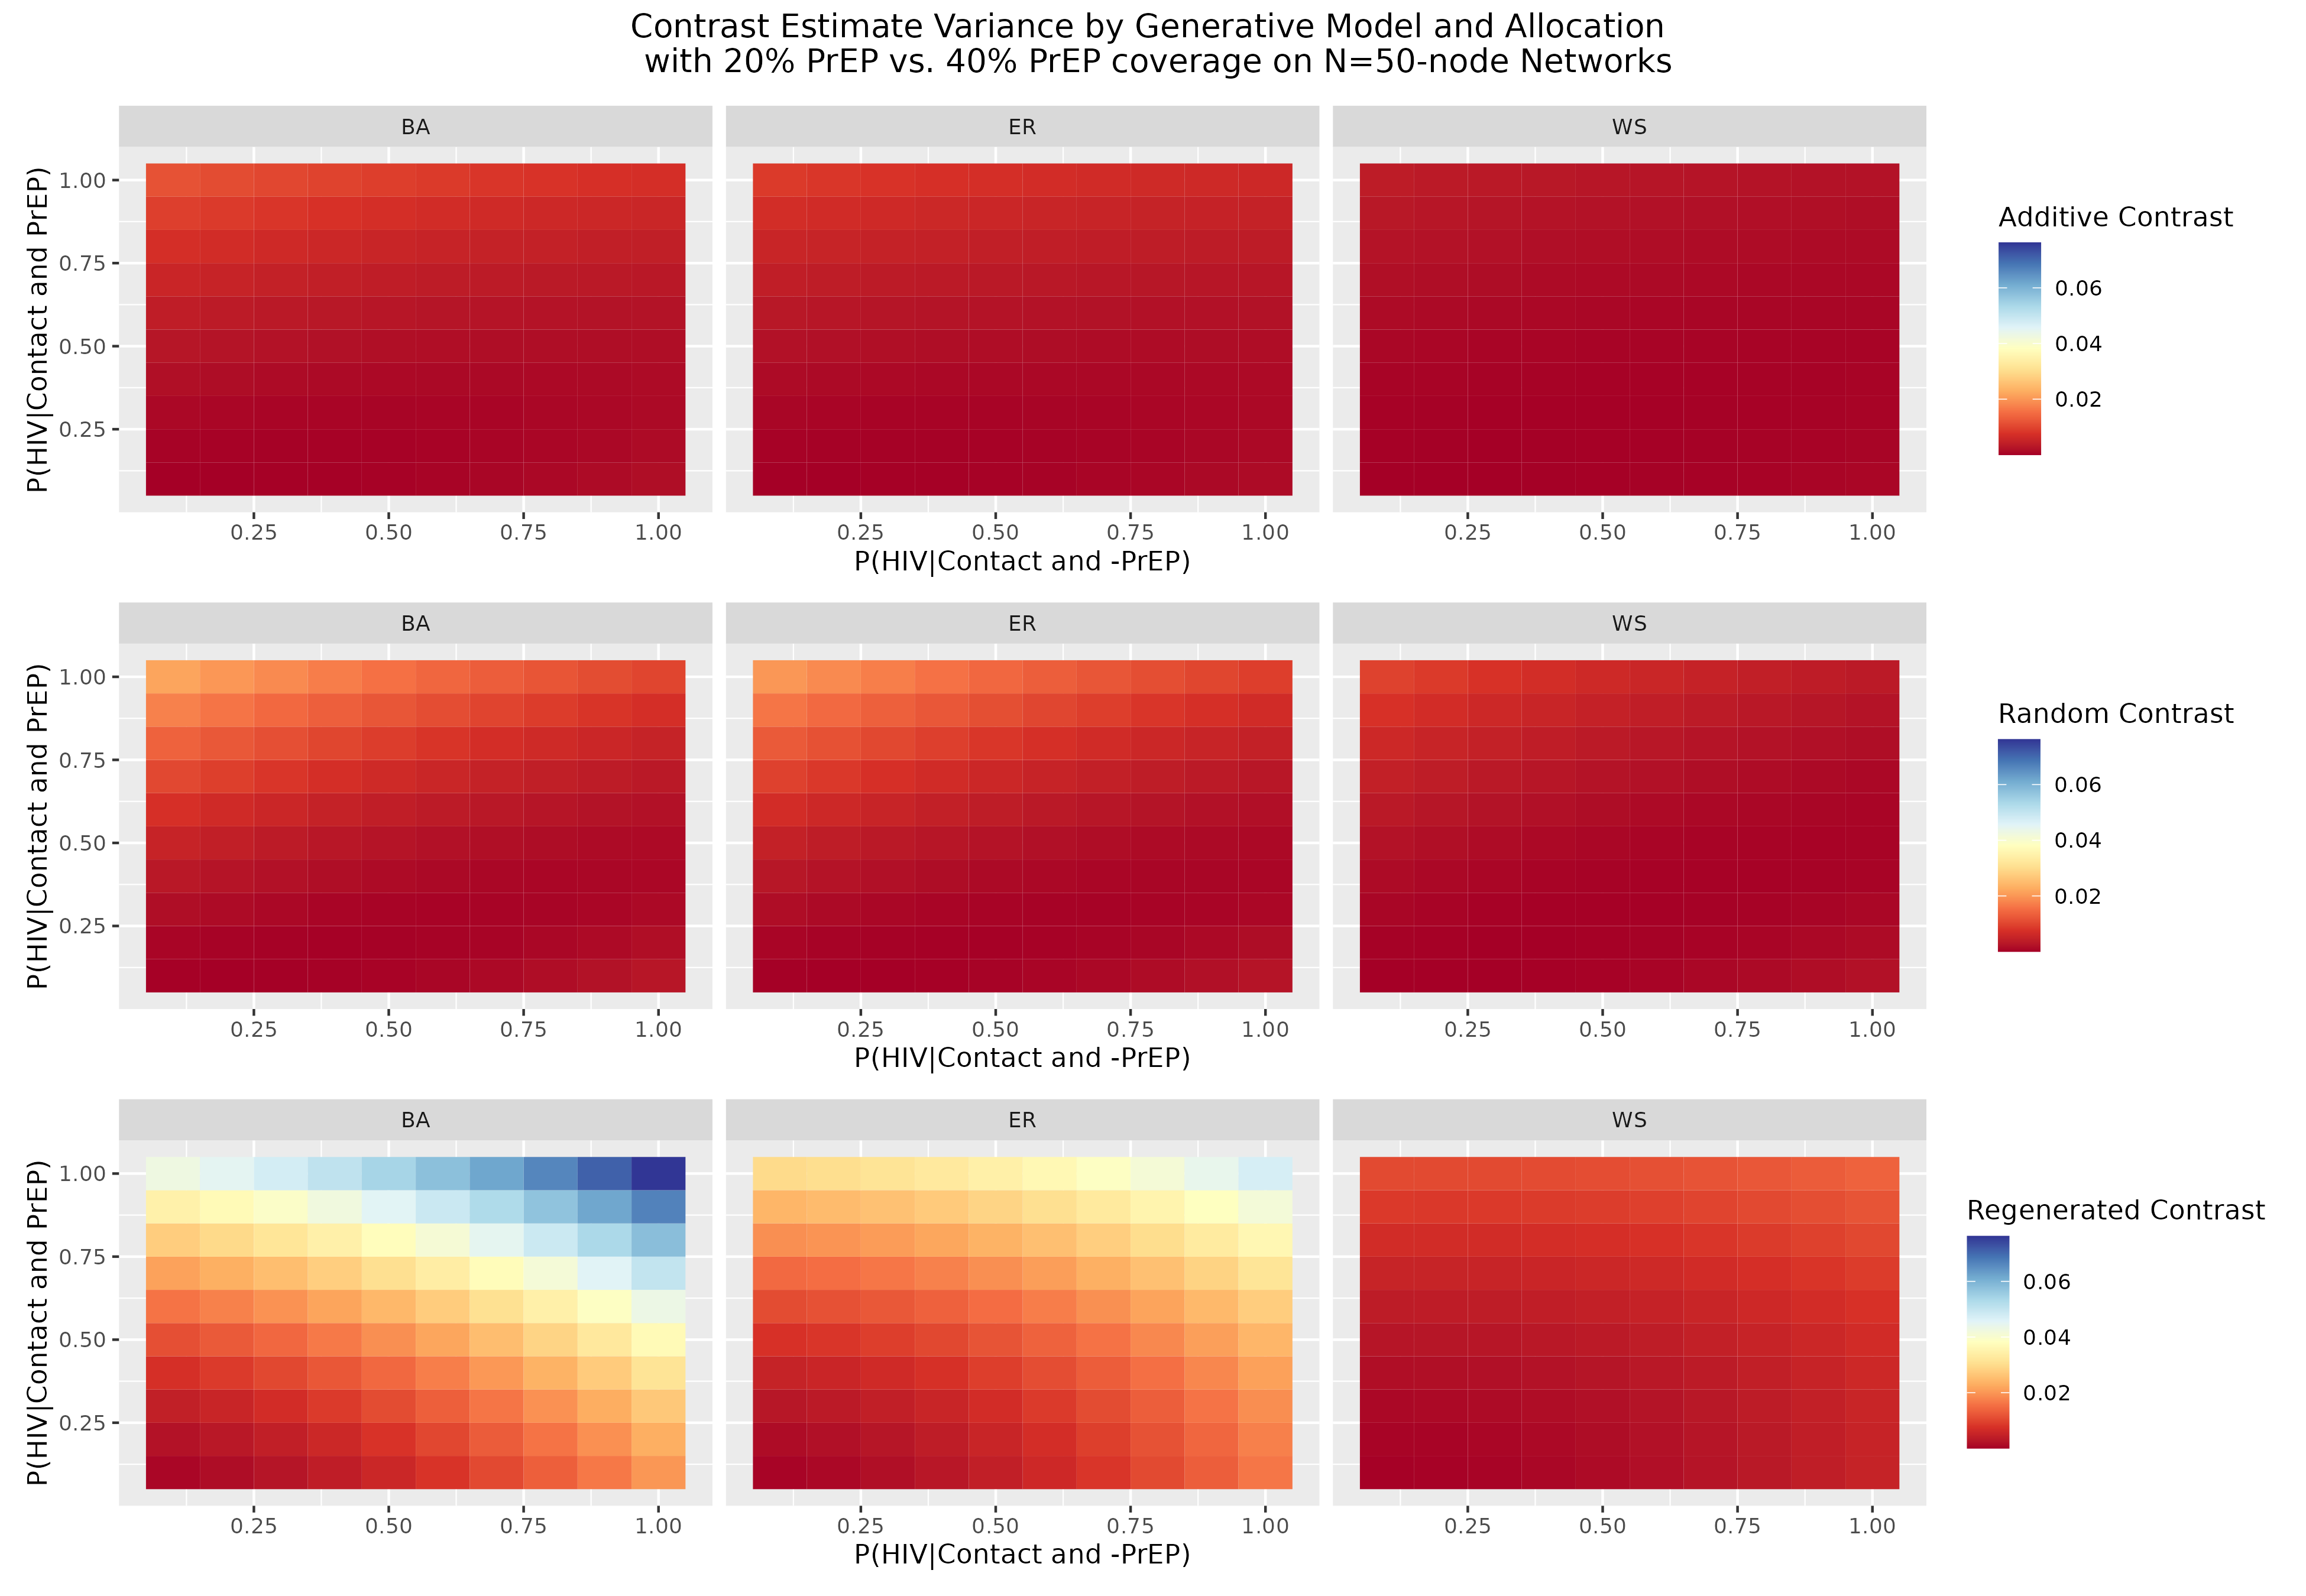 Contrast Estimate Variance by Generative Model and Allocation
with 20% PrEP vs. 40% PrEP coverage on N=50-node Networks
BA
ER
WS
P(HIV|Contact and PrEP)
1.00
0.75
0.50
0.25
0.25 0.50 0.75 1.00
0.25 0.50 0.75 1.00
0.25 0.50 0.75 1.00
P(HIV|Contact and -PrEP)
Additive Contrast
0.06
0.04
0.02
BA
ER
WS
P(HIV|Contact and PrEP)
1.00
0.75
0.50
0.25
0.25 0.50 0.75 1.00
0.25 0.50 0.75 1.00
0.25 0.50 0.75 1.00
P(HIV|Contact and -PrEP)
Random Contrast
0.06
0.04
0.02
BA
ER
WS
P(HIV|Contact and PrEP)
1.00
0.75
0.50
0.25
0.25 0.50 0.75 1.00
0.25 0.50 0.75 1.00
0.25 0.50 0.75 1.00
P(HIV|Contact and -PrEP)
Regenerated Contrast
0.06
0.04
0.02